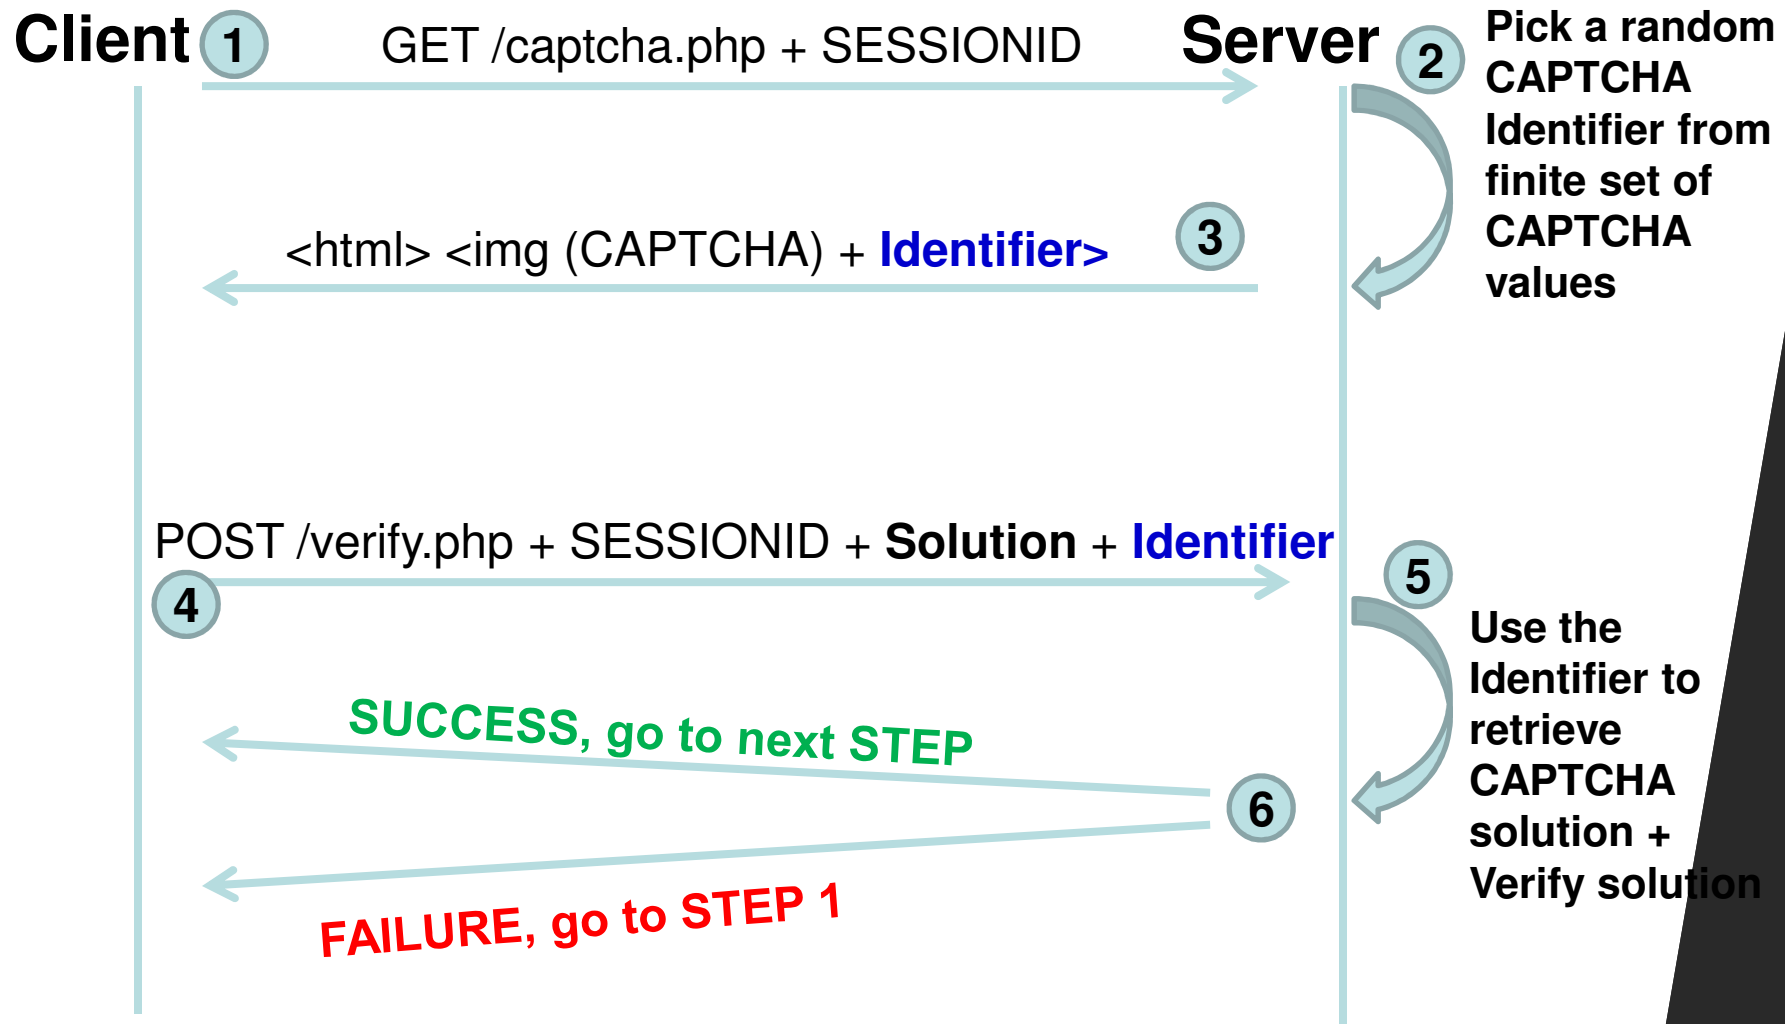 Client
1
GET /captcha.php + SESSIONID
Server
2
Pick a random
CAPTCHA
Identifier from
finite set of
CAPTCHA
values
<html> <img (CAPTCHA) + Identifier>
3
POST /verify.php + SESSIONID + Solution + Identifier
4
5
Use the
Identifier to
retrieve
CAPTCHA
solution +
Verify solution
SUCCESS, go to next STEP
6
FAILURE, go to STEP 1